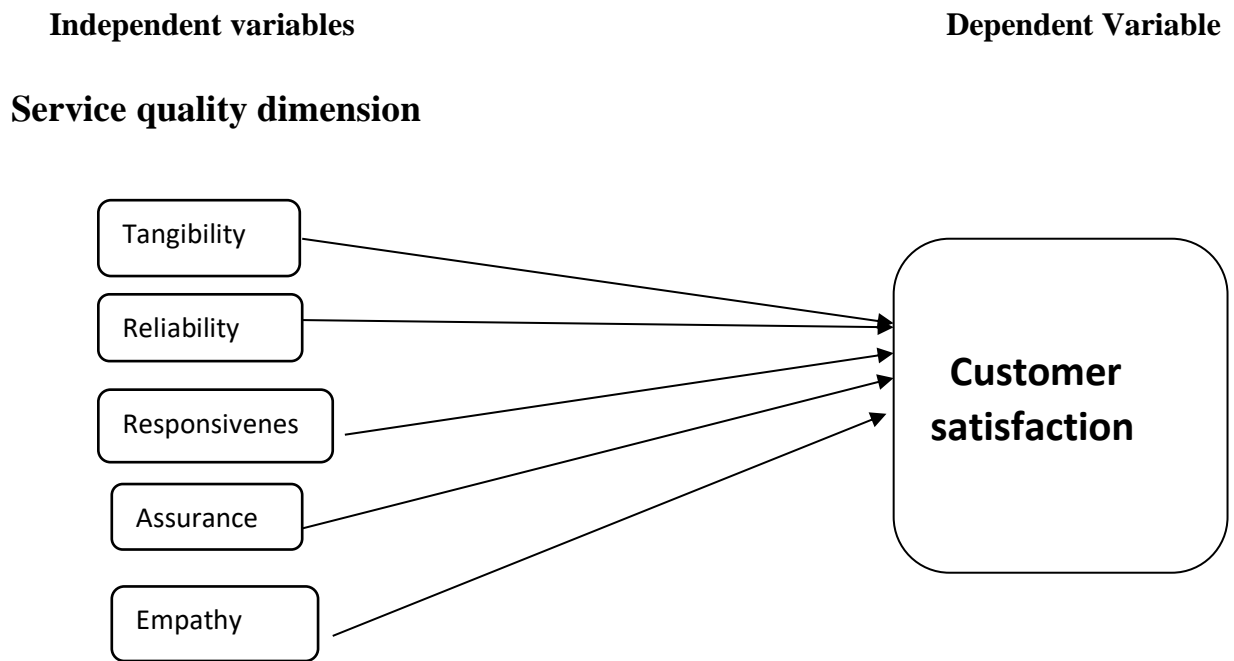 Independent variables
Dependent Variable
Service quality dimension
Tangibility
Reliability
Responsivenes
Assurance
Empathy
Customer
satisfaction